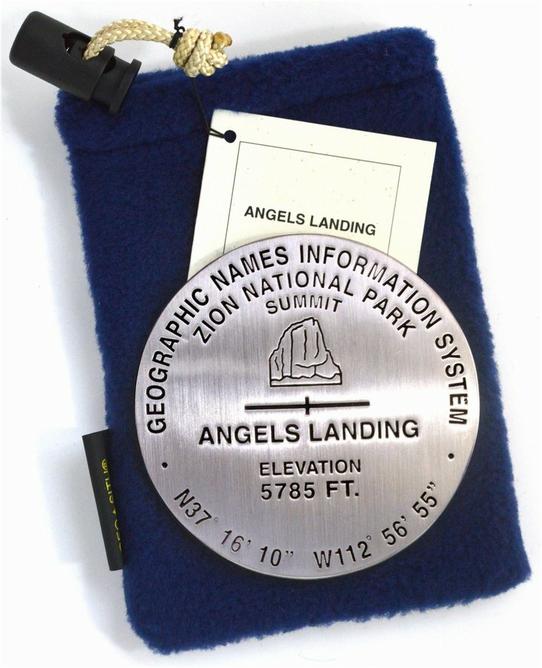 ANGELS LANDING
GEOGRAPHIC NAMES INFORMATION SYSTEM
ZION NATIONAL PARK
SUMMIT
ANGELS LANDING
ELEVATION
5785 FT.
N37° 16' 10" W112° 56' 55"